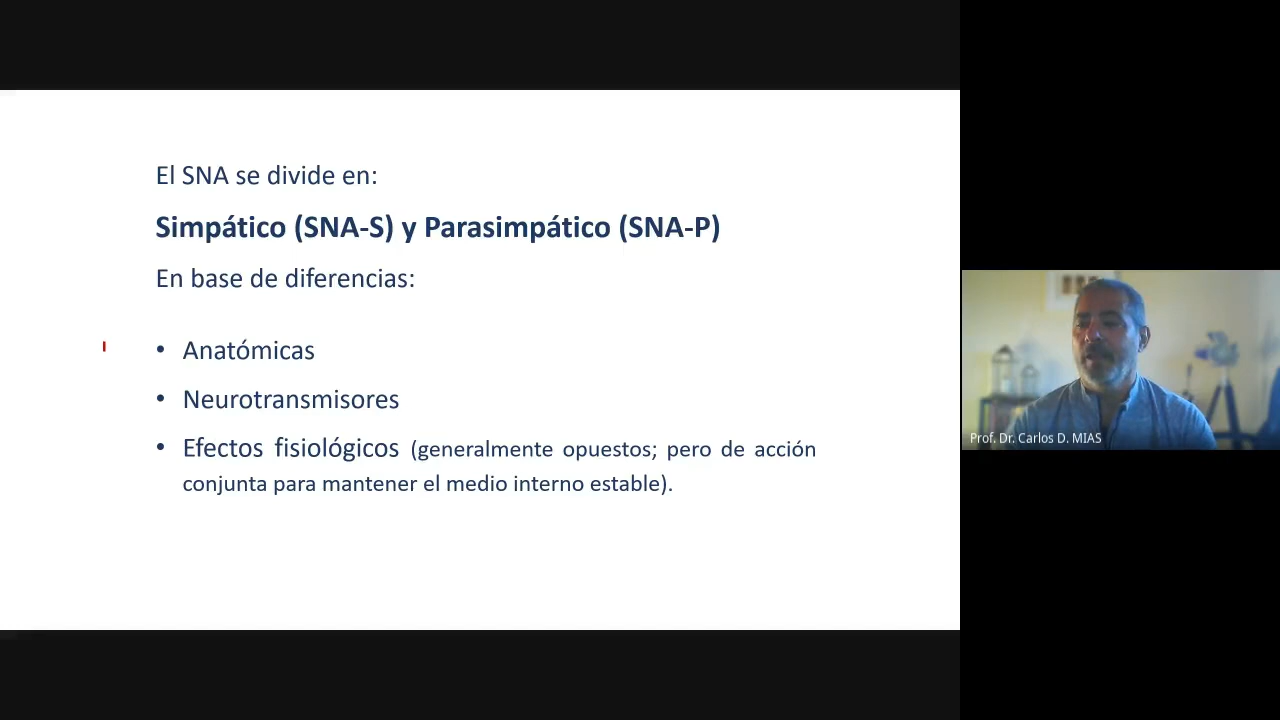 El SNA se divide en:
Simpático (SNA-S) y Parasimpático (SNA-P)
En base de diferencias:
• Anatómicas
• Neurotransmisores
• Efectos fisiológicos (generalmente opuestos; pero de acción
conjunta para mantener el medio interno estable).
Prof. Dr. Carlos D. MIAS